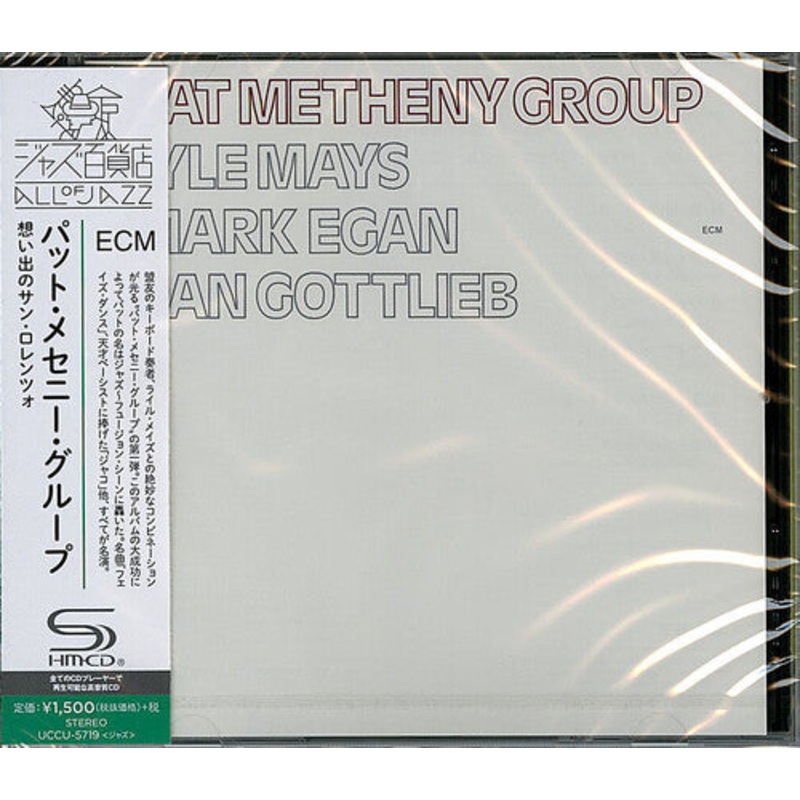 ジャズ百貨店
ALL OF JAZZ
ECM
パット・メセニー・グループ
想い出のサン・ロレンツォ
盟友のキーボード奏者、ライル・メイズとの絶妙なコンビネーション
が光る“パット・メセニー・グループ”の第一弾。このアルバムの大成功に
よってパットの名はジャズ~フュージョン・シーンに轟いた。名曲「フェ
イズ・ダンス」、天才ベーシストに捧げた「ジャコ」他、すべてが名演。
SHM-CD®
全てのCDプレーヤーで
再生可能な高音質CD
定価:¥1,500(税抜価格)+税
STEREO
UCCU-5719 <ジャズ>
AT METHENY GROUP
YLE MAYS
MARK EGAN
AN GOTTLIEB
ECM